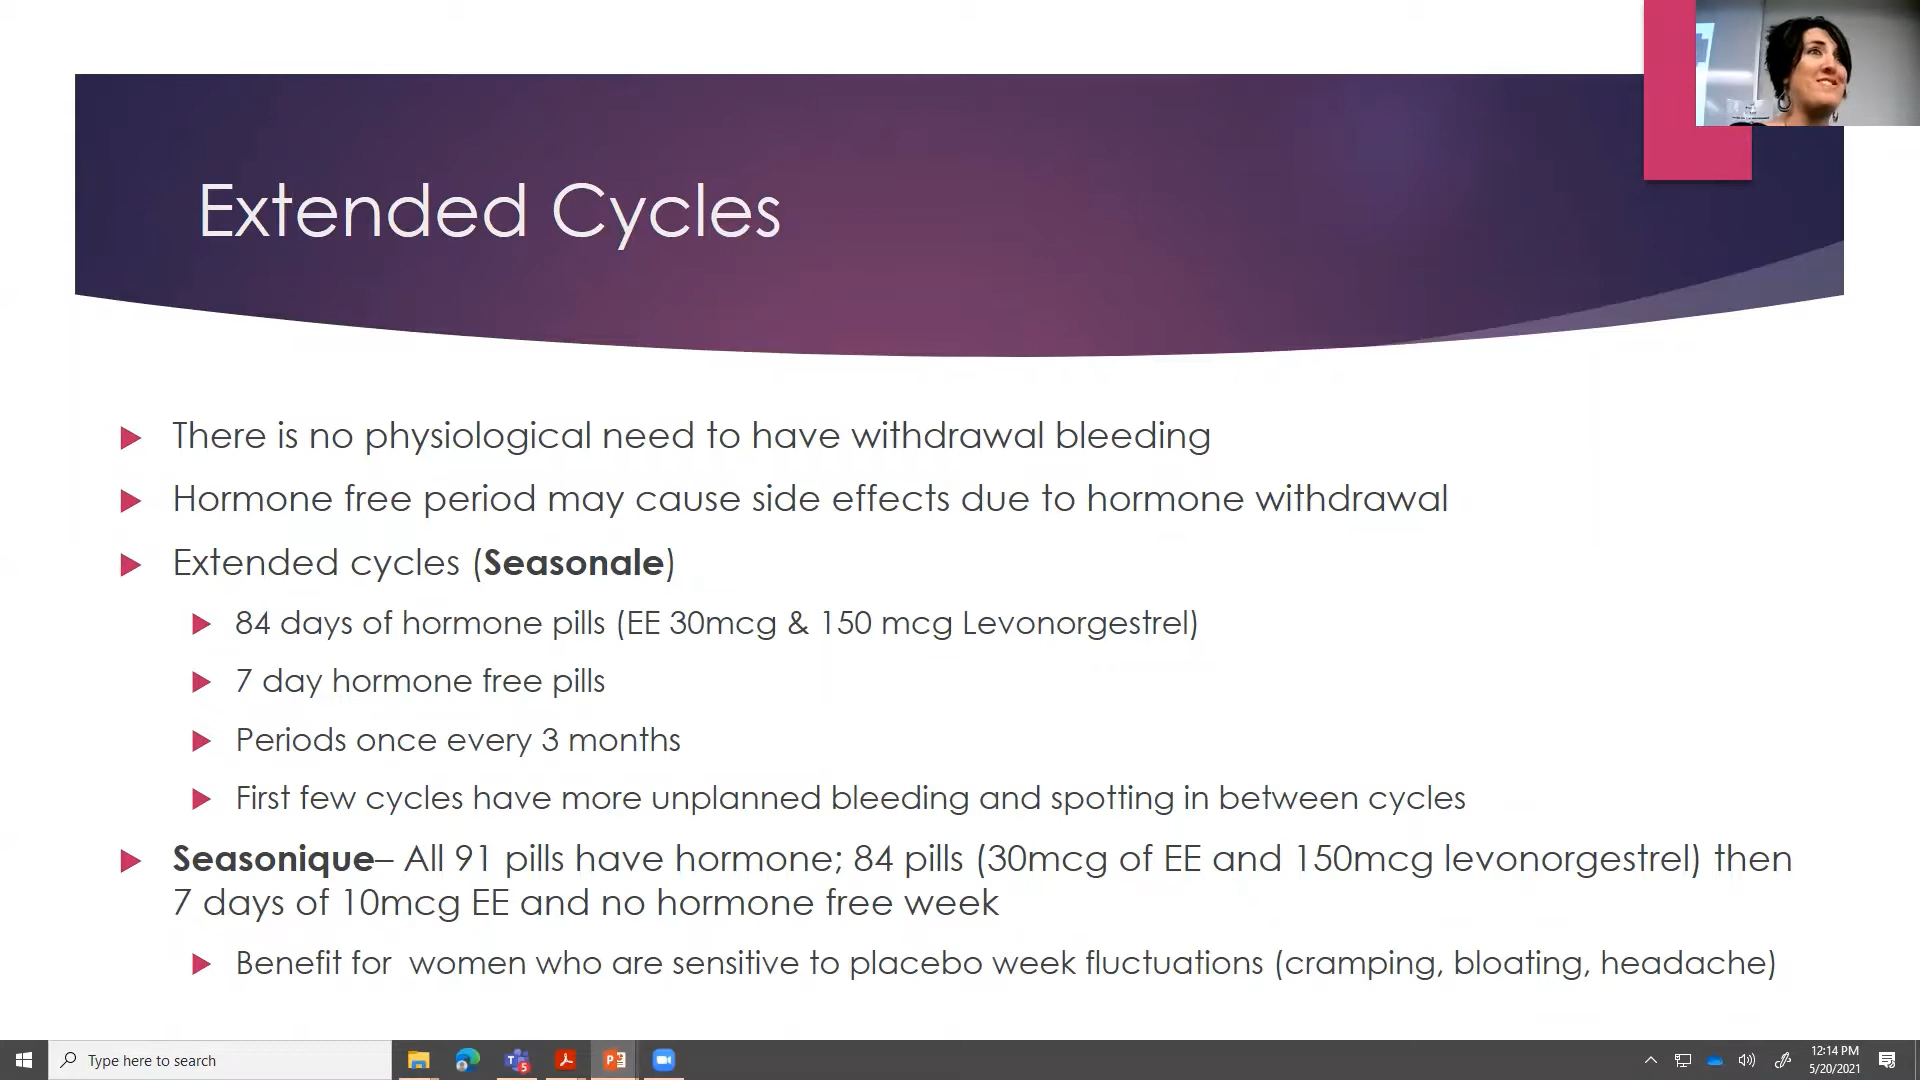 Extended Cycles
There is no physiological need to have withdrawal bleeding
Hormone free period may cause side effects due to hormone withdrawal
Extended cycles (Seasonale)
84 days of hormone pills (EE 30mcg & 150 mcg Levonorgestrel)
7 day hormone free pills
Periods once every 3 months
First few cycles have more unplanned bleeding and spotting in between cycles
Seasonique– All 91 pills have hormone; 84 pills (30mcg of EE and 150mcg levonorgestrel) then
7 days of 10mcg EE and no hormone free week
Benefit for  women who are sensitive to placebo week fluctuations (cramping, bloating, headache)
Type here to search
5
12:14 PM
5/20/2021